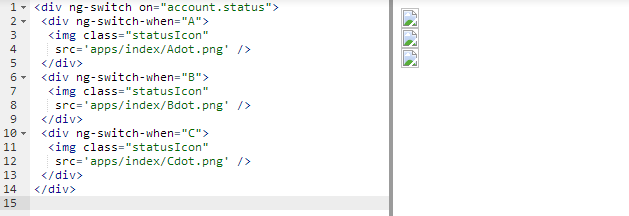 1 <div ng-switch on="account.status">
2 <div ng-switch-when="A">
3 <img class="statusIcon"
4 src='apps/index/Adot.png' />
5 </div>
6 <div ng-switch-when="B">
7 <img class="statusIcon"
8 src='apps/index/Bdot.png' />
9 </div>
10 <div ng-switch-when="C">
11 <img class="statusIcon"
12 src='apps/index/Cdot.png' />
13 </div>
14 </div>
15